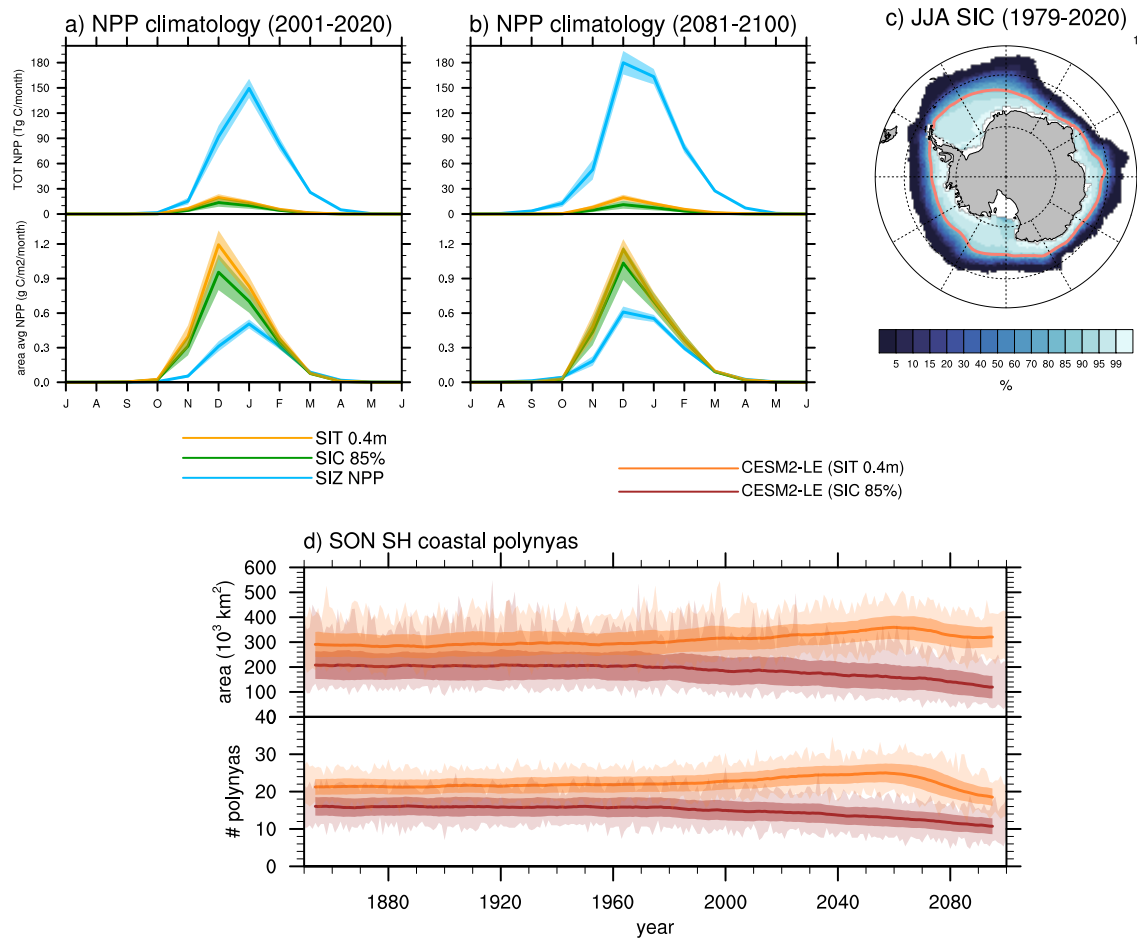 a) NPP climatology (2001-2020)
b) NPP climatology (2081-2100)
c) JJA SIC (1979-2020)
1
TOT NPP (Tg C/month)
180
150
120
90
60
30
0
180
150
120
90
60
30
0
area avg NPP (g C/m2/month)
1.2
0.9
0.6
0.3
0.0
1.2
0.9
0.6
0.3
0.0
J A S O N D J F M A M J
J A S O N D J F M A M J
5 10 15 20 30 40 50 60 70 80 85 90 95 99
%
SIT 0.4m
SIC 85%
SIZ NPP
CESM2-LE (SIT 0.4m)
CESM2-LE (SIC 85%)
d) SON SH coastal polynyas
area (10³ km²)
600
500
400
300
200
100
0
# polynyas
40
30
20
10
0
1880 1920 1960 2000 2040 2080
year